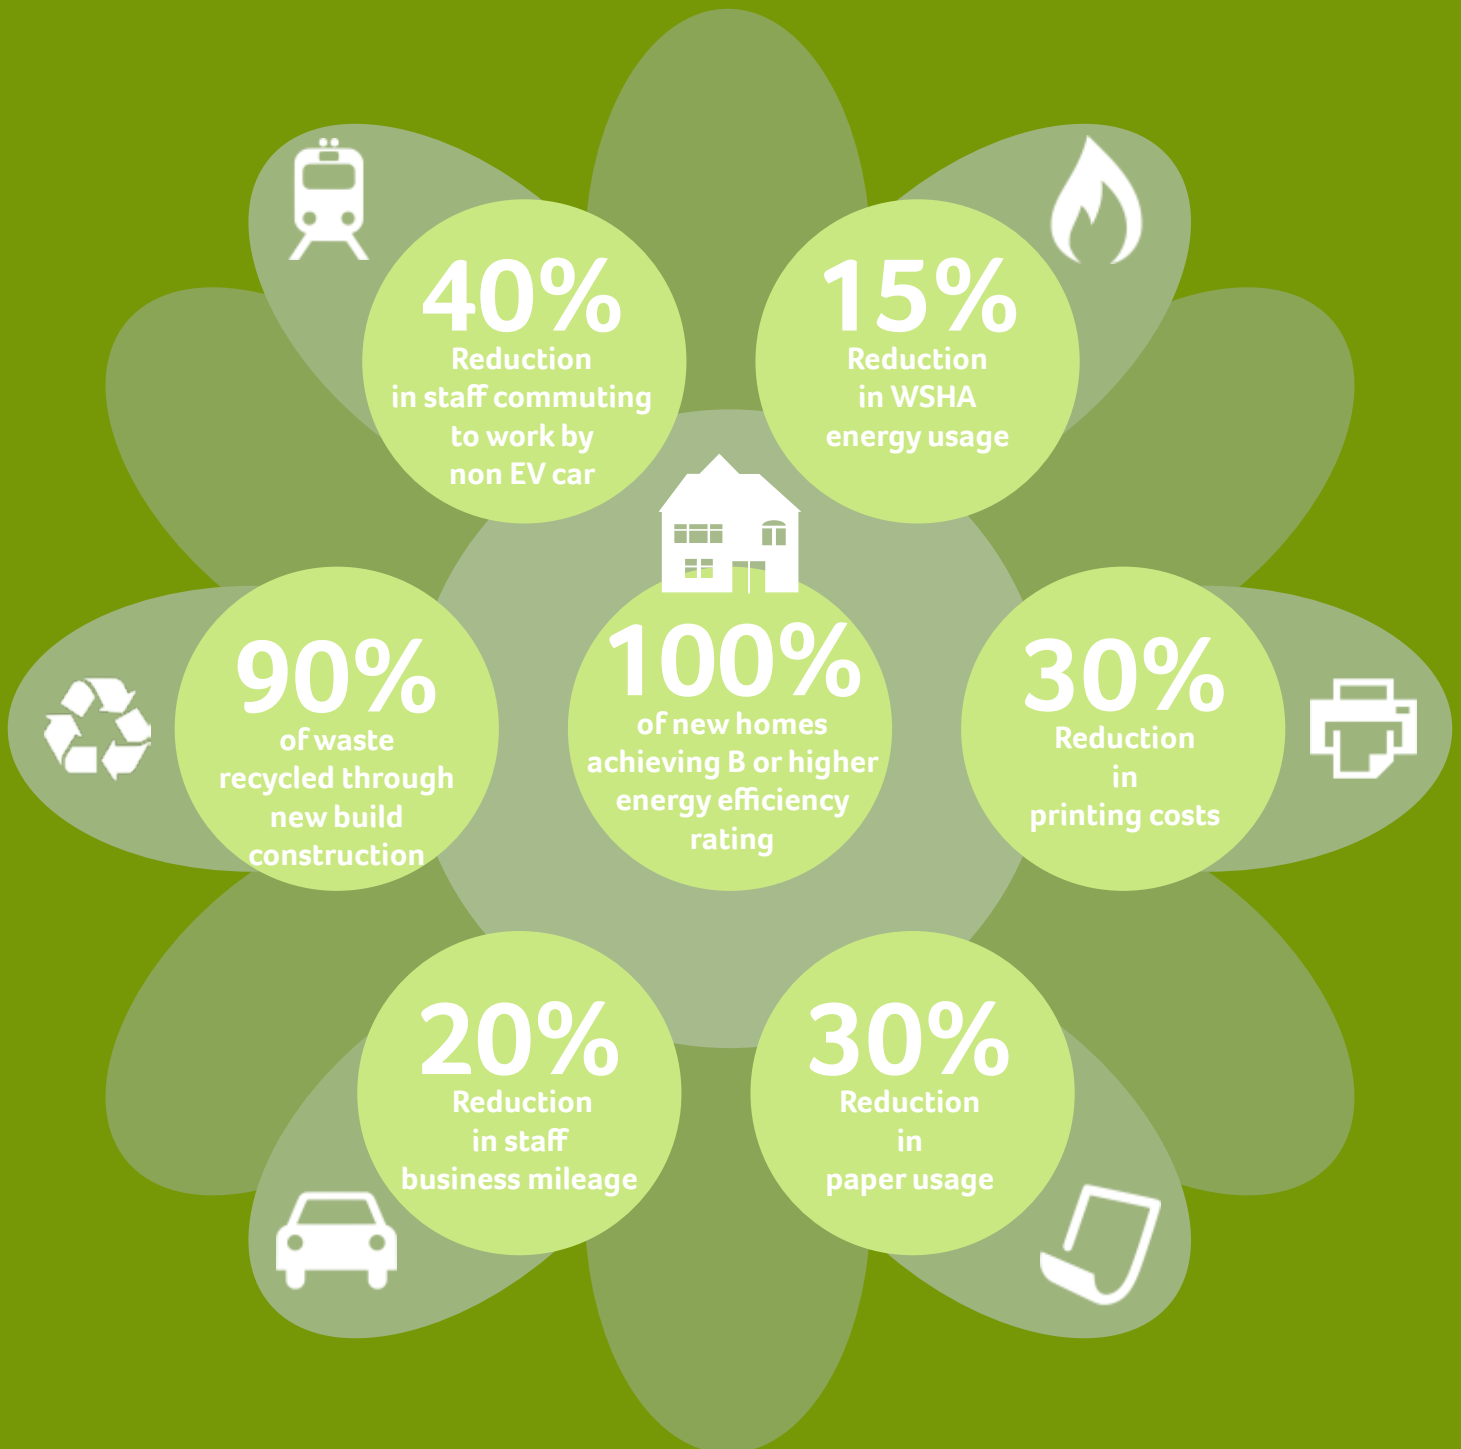 40%
Reduction
in staff commuting
to work by
non EV car
15%
Reduction
in WSHA
energy usage
90%
of waste
recycled through
new build
construction
100%
of new homes
achieving B or higher
energy efficiency
rating
30%
Reduction
in
printing costs
20%
Reduction
in staff
business mileage
30%
Reduction
in
paper usage